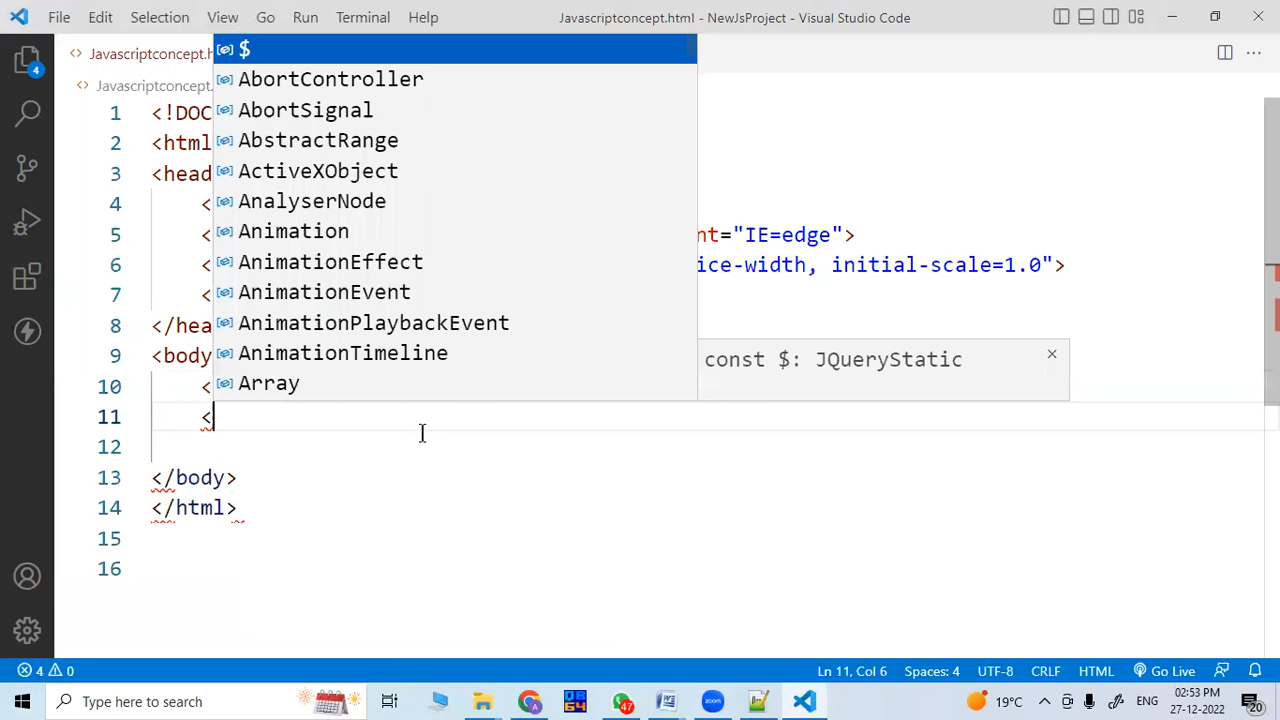 File Edit Selection View Go Run Terminal Help Javascriptconcept.html - NewJsProject - Visual Studio Code
Javascriptconcept.h
Javascriptconcept.
4
$
AbortController
AbortSignal
AbstractRange
ActiveXObject
AnalyserNode
Animation
AnimationEffect
AnimationEvent
AnimationPlaybackEvent
AnimationTimeline
Array
const $: JQueryStatic
1 <!DOC
2 <html
3 <head
4 <
5 < nt="IE=edge">
6 < ice-width, initial-scale=1.0">
7 <
8 </hea
9 <body
10 <
11 <
12
13 </body>
14 </html>
15
16
4 0 Ln 11, Col 6 Spaces: 4 UTF-8 CRLF HTML Go Live
Type here to search 47 19°C ENG 02:53 PM
27-12-2022 20